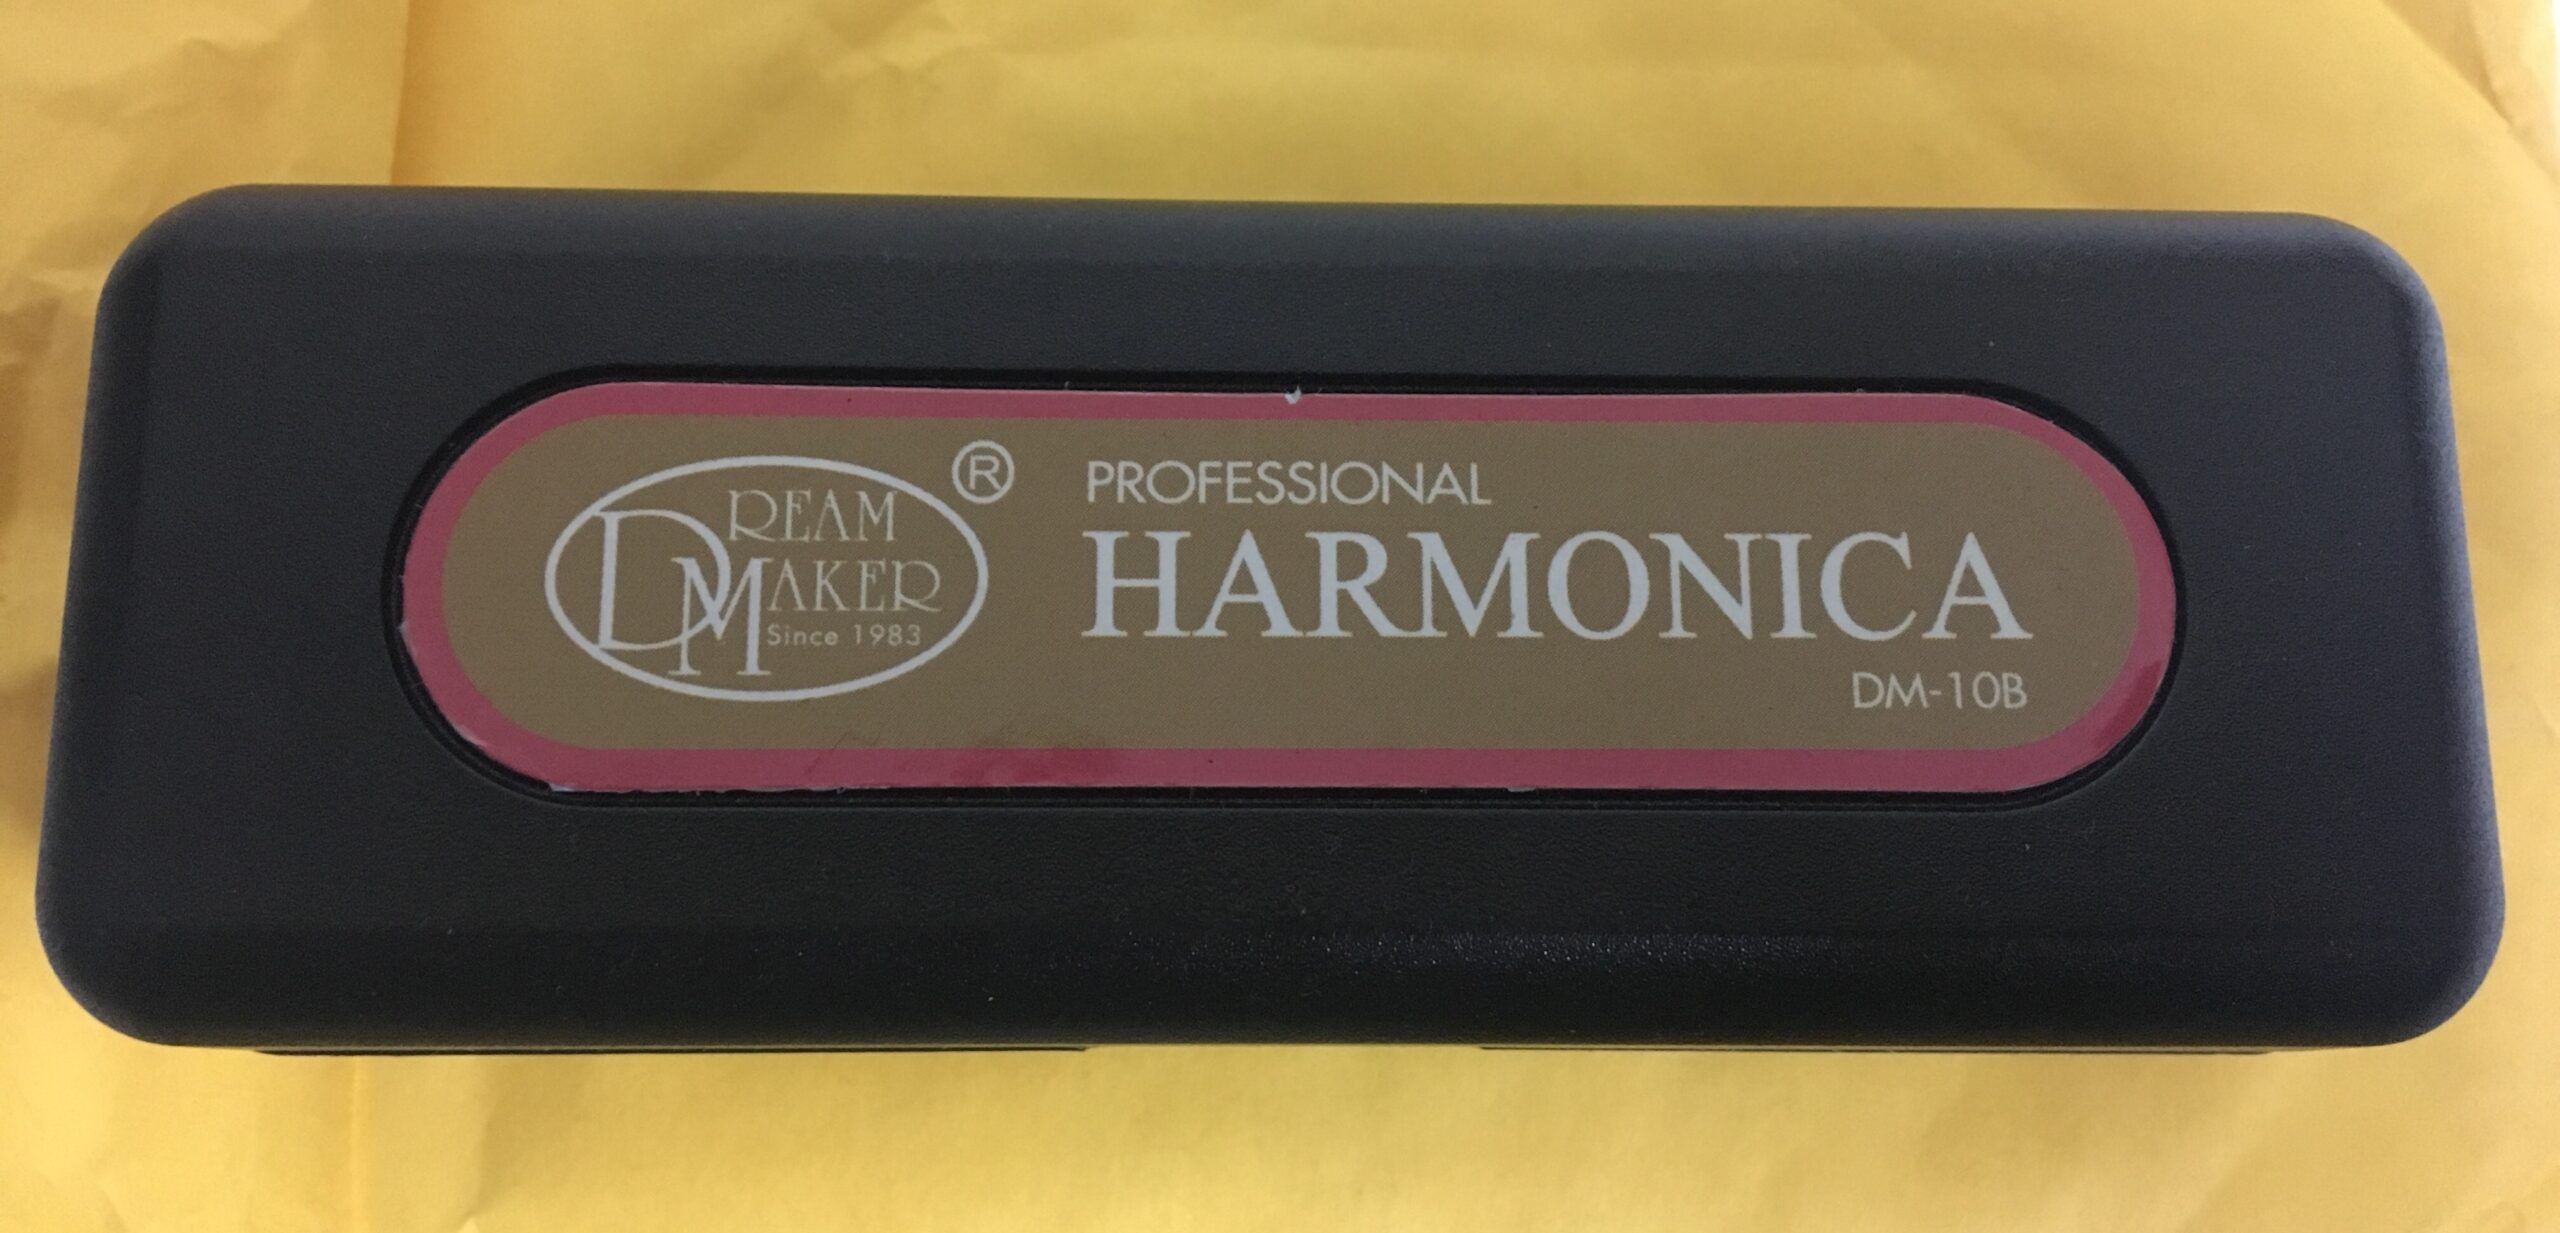 DREAM
MAKER
Since 1983
®
PROFESSIONAL
HARMONICA
DM-10B